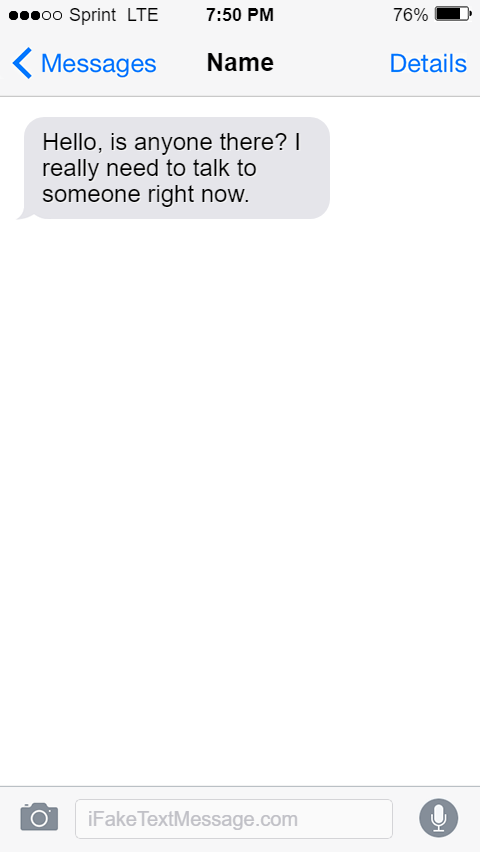 Sprint LTE 7:50 PM 76%
Messages Name Details
Hello, is anyone there? I
really need to talk to
someone right now.
iFakeTextMessage.com